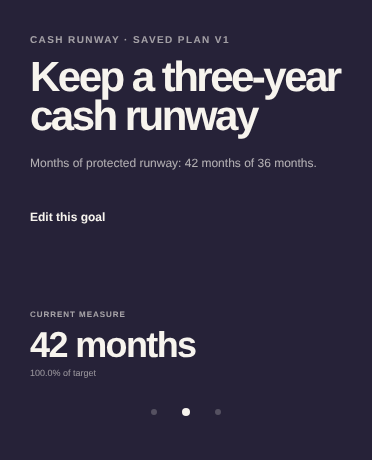 CASH RUNWAY · SAVED PLAN V1
Keep a three-year
cash runway
Months of protected runway: 42 months of 36 months.
Edit this goal
CURRENT MEASURE
42 months
100.0% of target